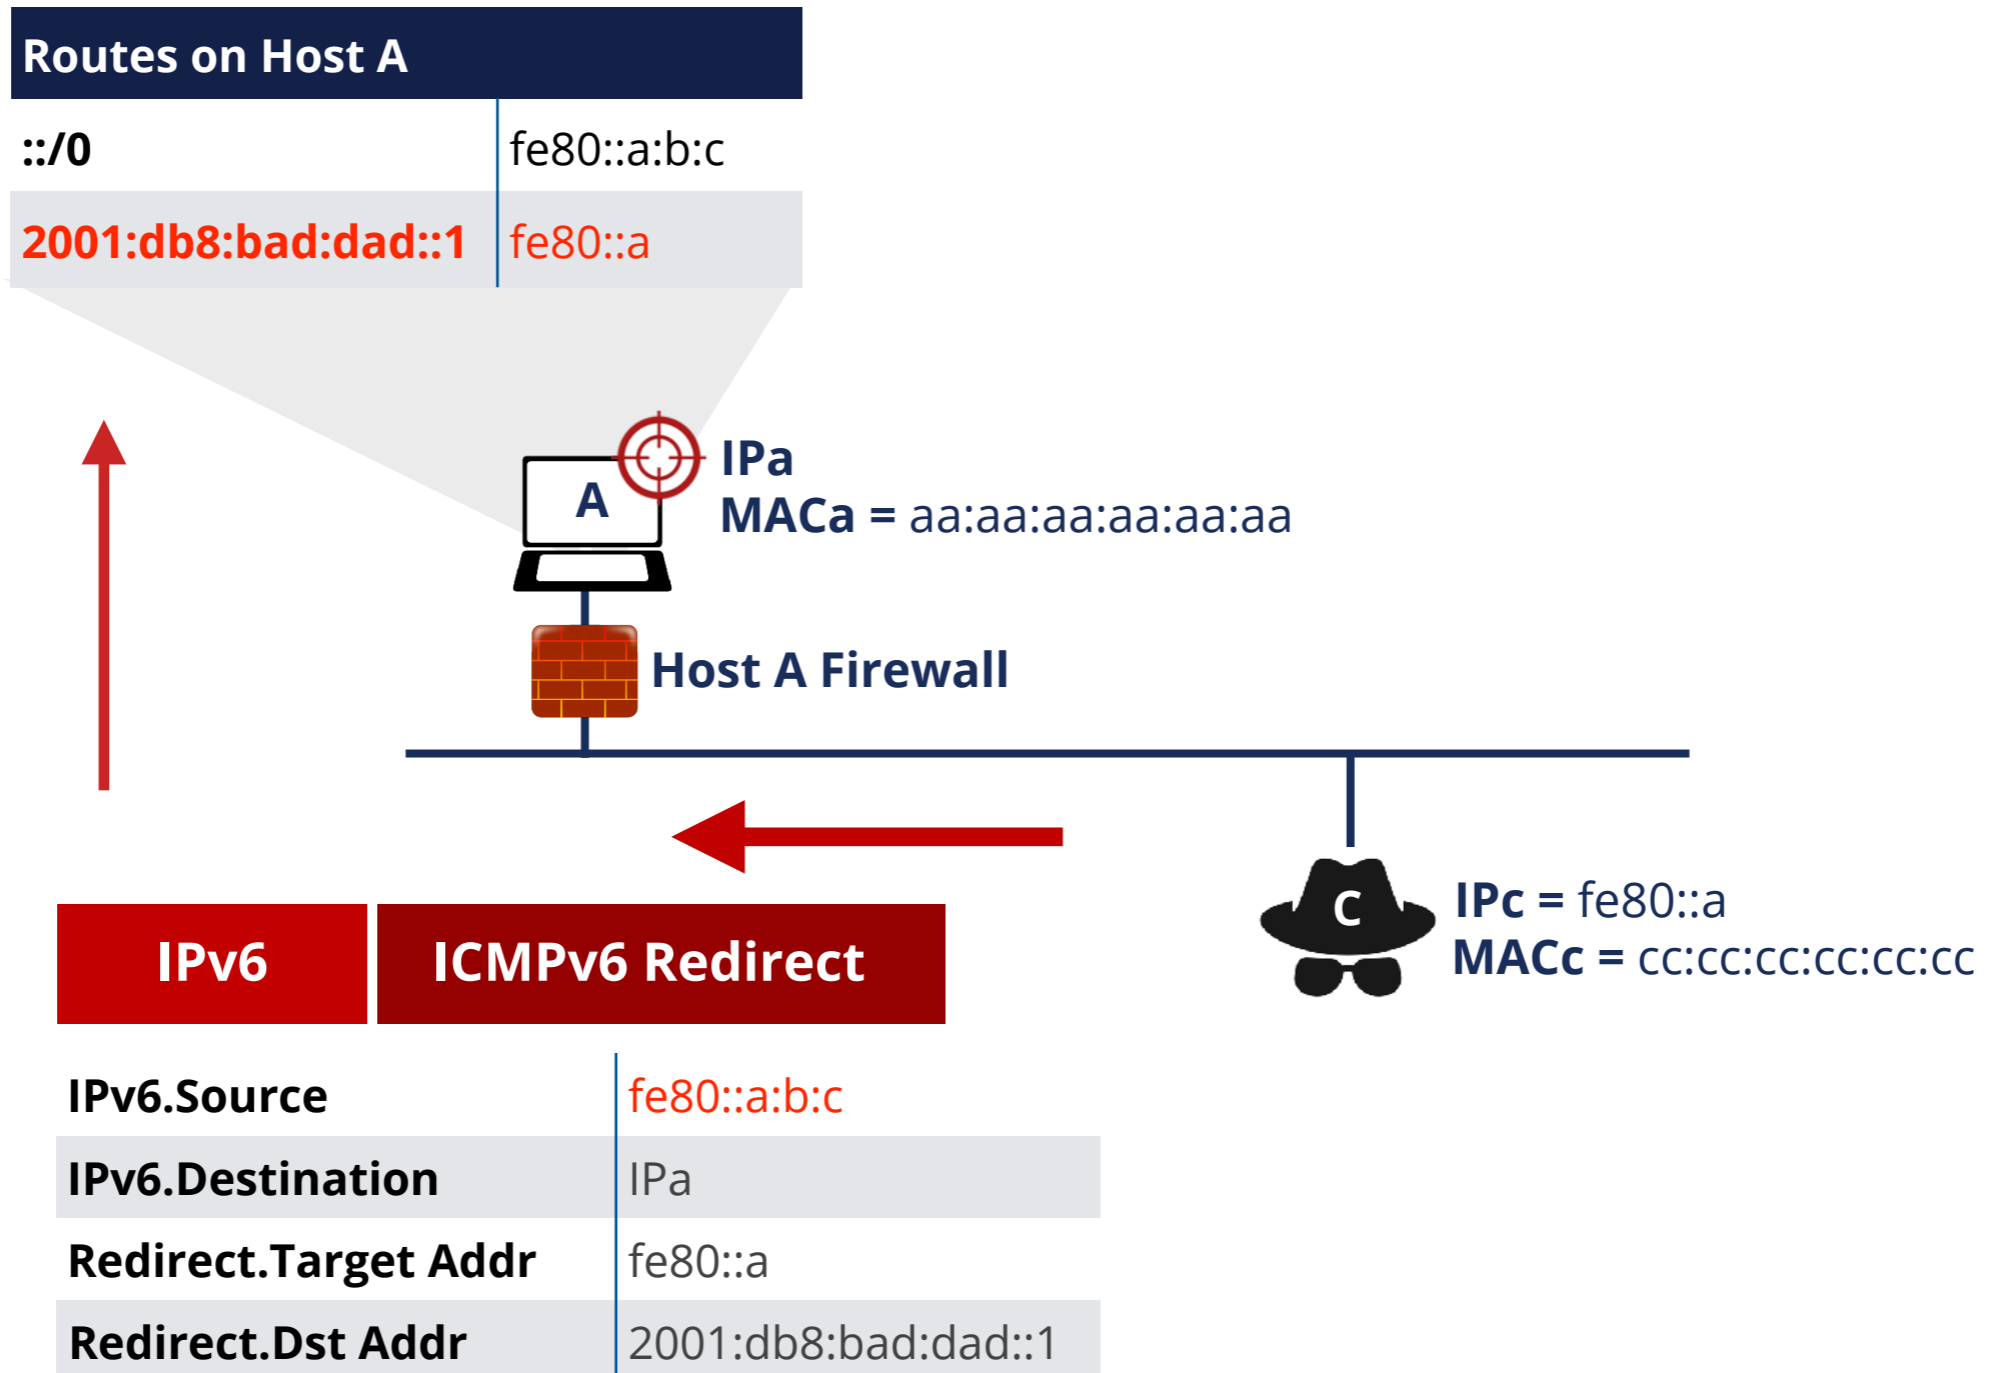 Routes on Host A
::/0 fe80::a:b:c
2001:db8:bad:dad::1 fe80::a
A
IPa
MACa = aa:aa:aa:aa:aa:aa
Host A Firewall
C
IPc = fe80::a
MACc = cc:cc:cc:cc:cc:cc
IPv6 ICMPv6 Redirect
IPv6.Source fe80::a:b:c
IPv6.Destination IPa
Redirect.Target Addr fe80::a
Redirect.Dst Addr 2001:db8:bad:dad::1